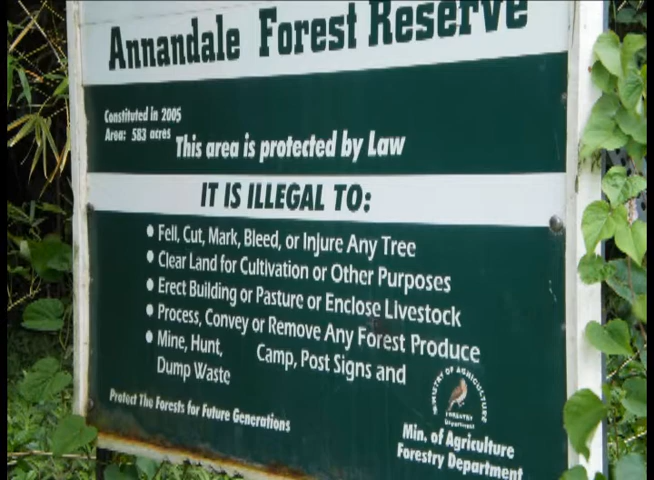 Annandale Forest Reserve
Constituted in 2005
Area: 583 acres
This area is protected by Law
IT IS ILLEGAL TO:
• Fell, Cut, Mark, Bleed, or Injure Any Tree
• Clear Land for Cultivation or Other Purposes
• Erect Building or Pasture or Enclose Livestock
• Process, Convey or Remove Any Forest Produce
• Mine, Hunt, Camp, Post Signs and
Dump Waste
MINISTRY OF AGRICULTURE
FORESTRY
Department
Protect The Forests for Future Generations
Min. of Agriculture
Forestry Department